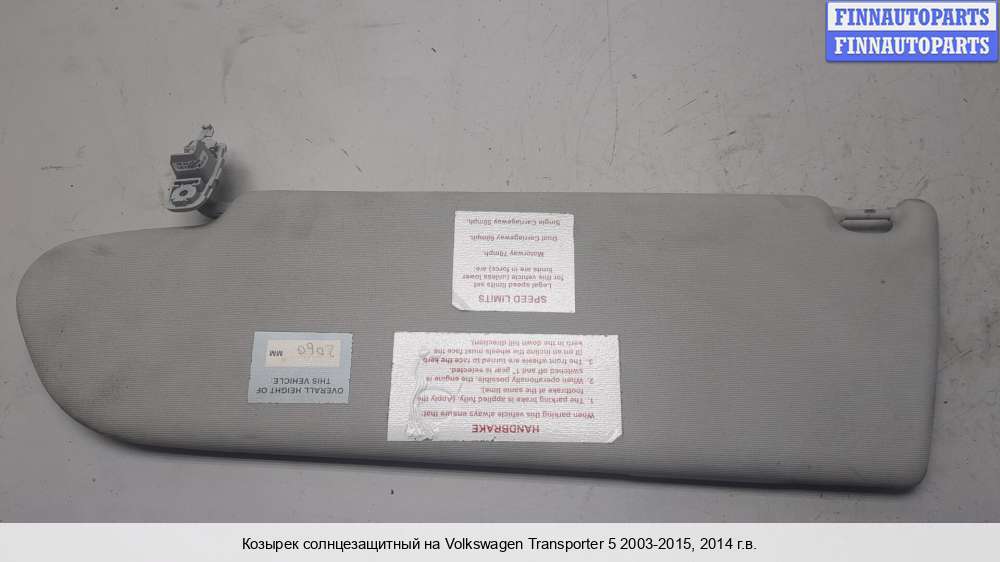 FINNAUTOPARTS
FINNAUTOPARTS
SPEED LIMITS
Legal speed limits set
for this vehicle (unless lower
limits are in force) are
Motorway 70mph.
Dual Carriageway 60mph.
Single Carriageway 50mph.
OVERALL HEIGHT OF
THIS VEHICLE:
2060 MM
HANDBRAKE
When parking this vehicle always ensure that:
1. The parking brake is applied fully. (Apply the
footbrake at the same time)
2. When operationally possible, the engine is
switched off and 1st gear is selected.
3. The front wheels are turned to face the kerb
(If on an incline the wheels must face the
kerb in the down hill direction)
Козырек солнцезащитный на Volkswagen Transporter 5 2003-2015, 2014 г.в.